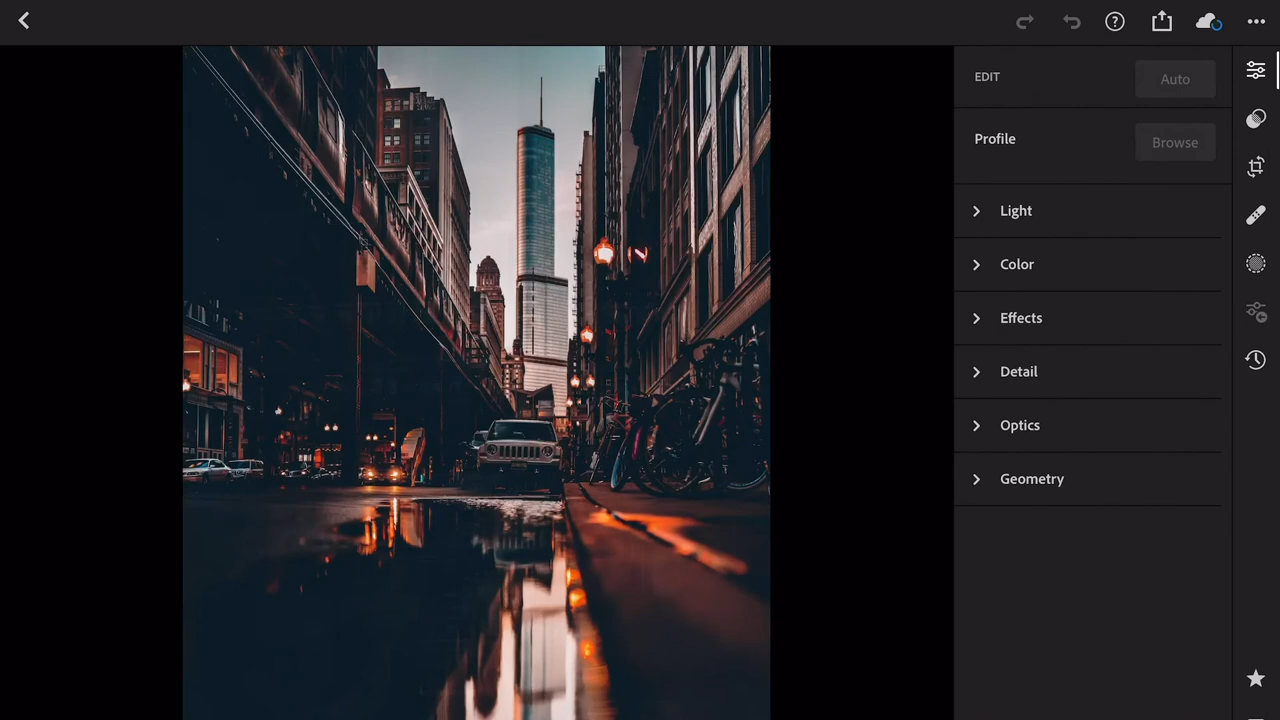 EDIT
Auto
Profile
Browse
Light
Color
Effects
Detail
Optics
Geometry